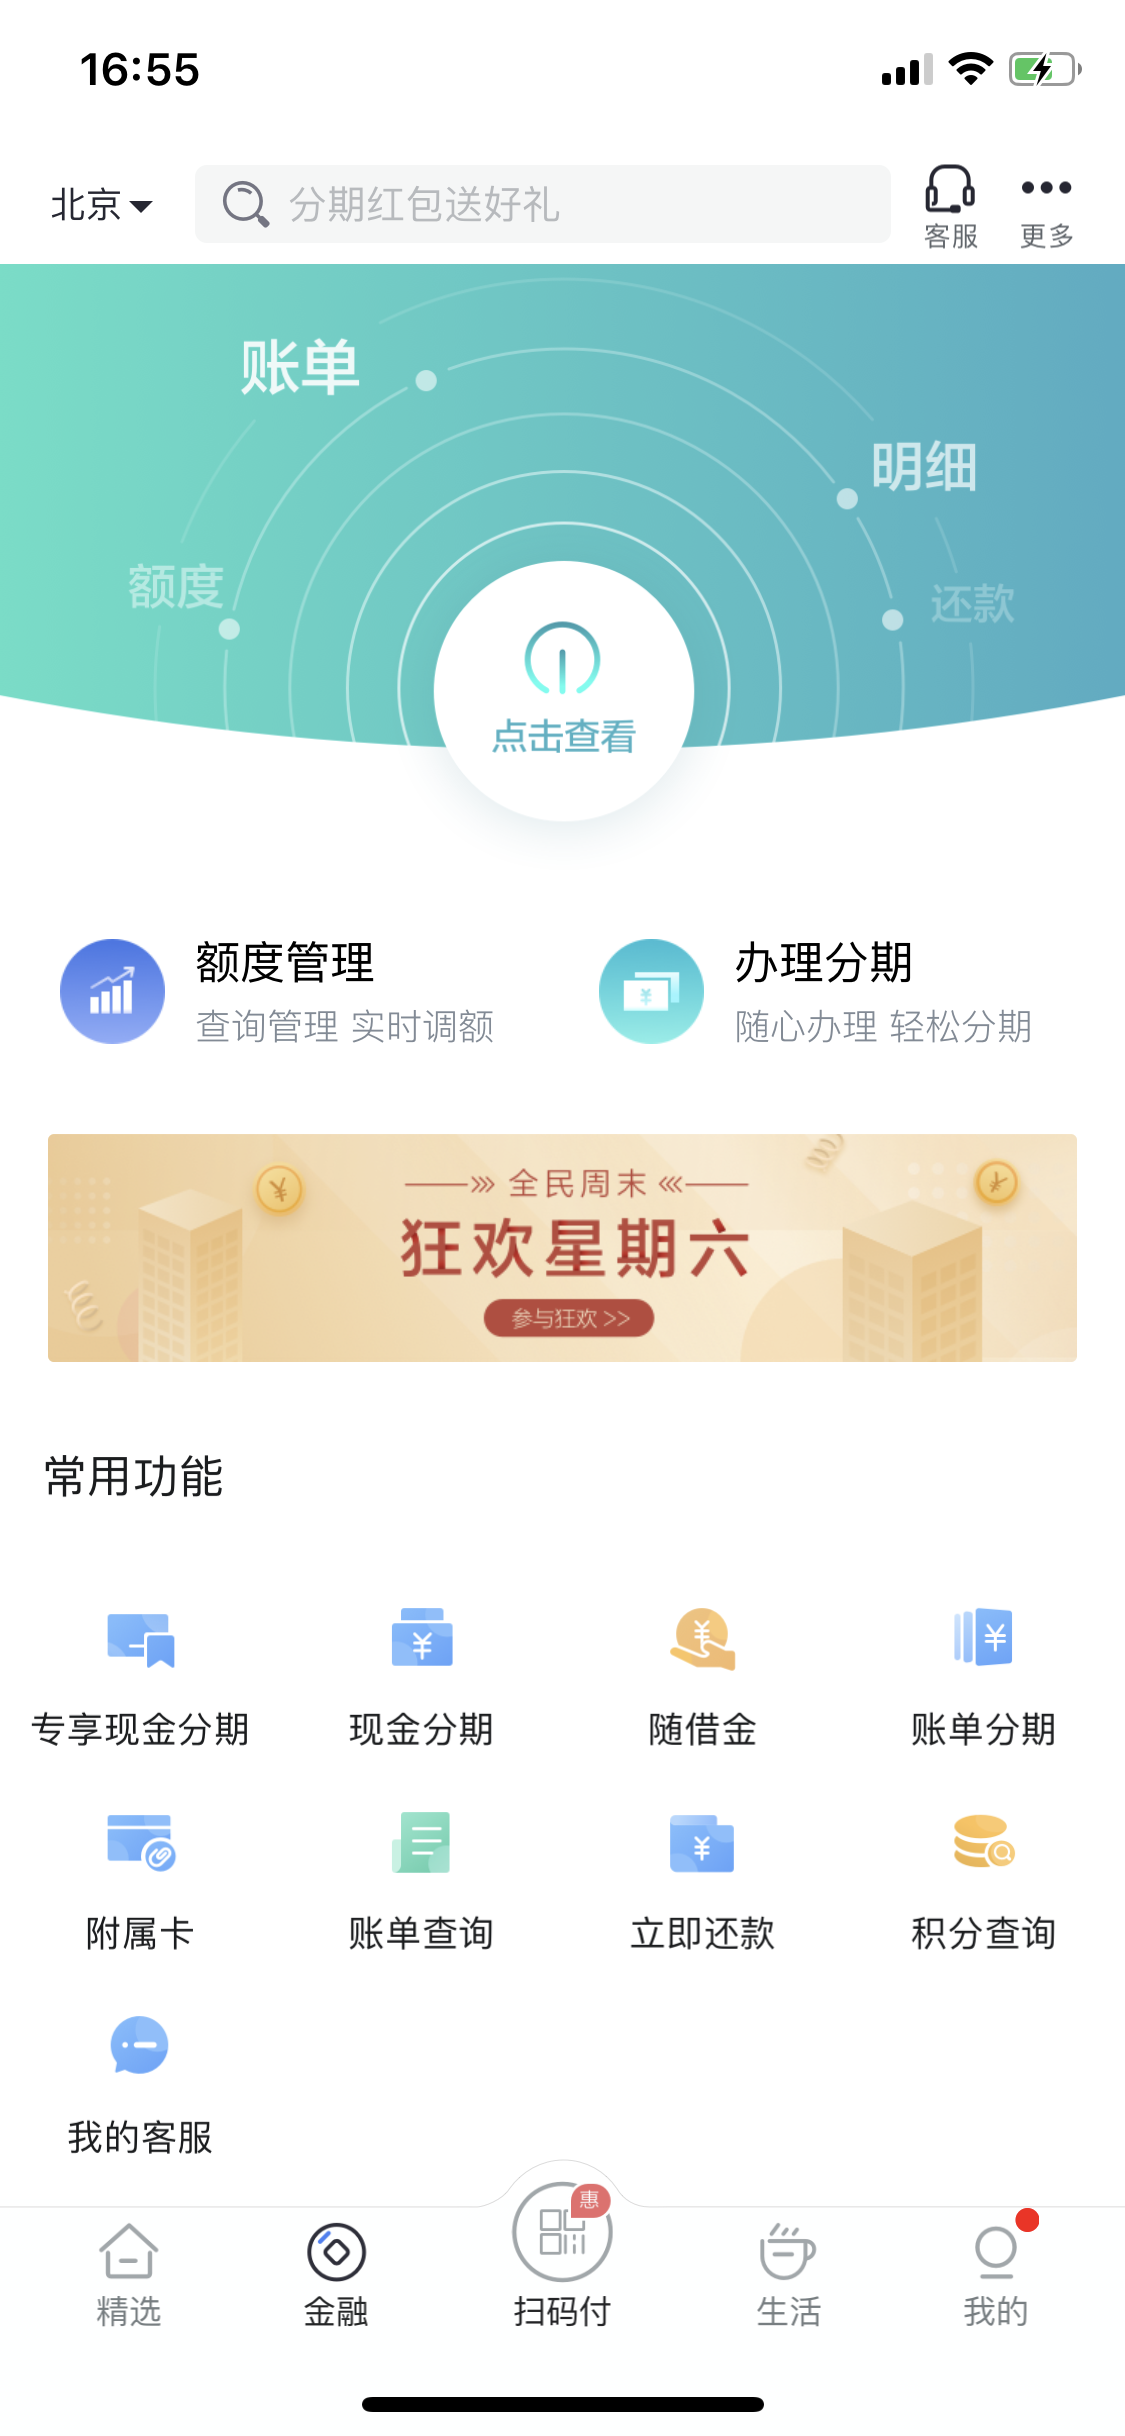 16:55
北京
分期红包送好礼
客服
更多
账单
明细
额度
还款
点击查看
额度管理
查询管理 实时调额
办理分期
随心办理 轻松分期
全民周末
狂欢星期六
参与狂欢 >>
常用功能
专享现金分期
现金分期
随借金
账单分期
附属卡
账单查询
立即还款
积分查询
我的客服
惠
精选
金融
扫码付
生活
我的